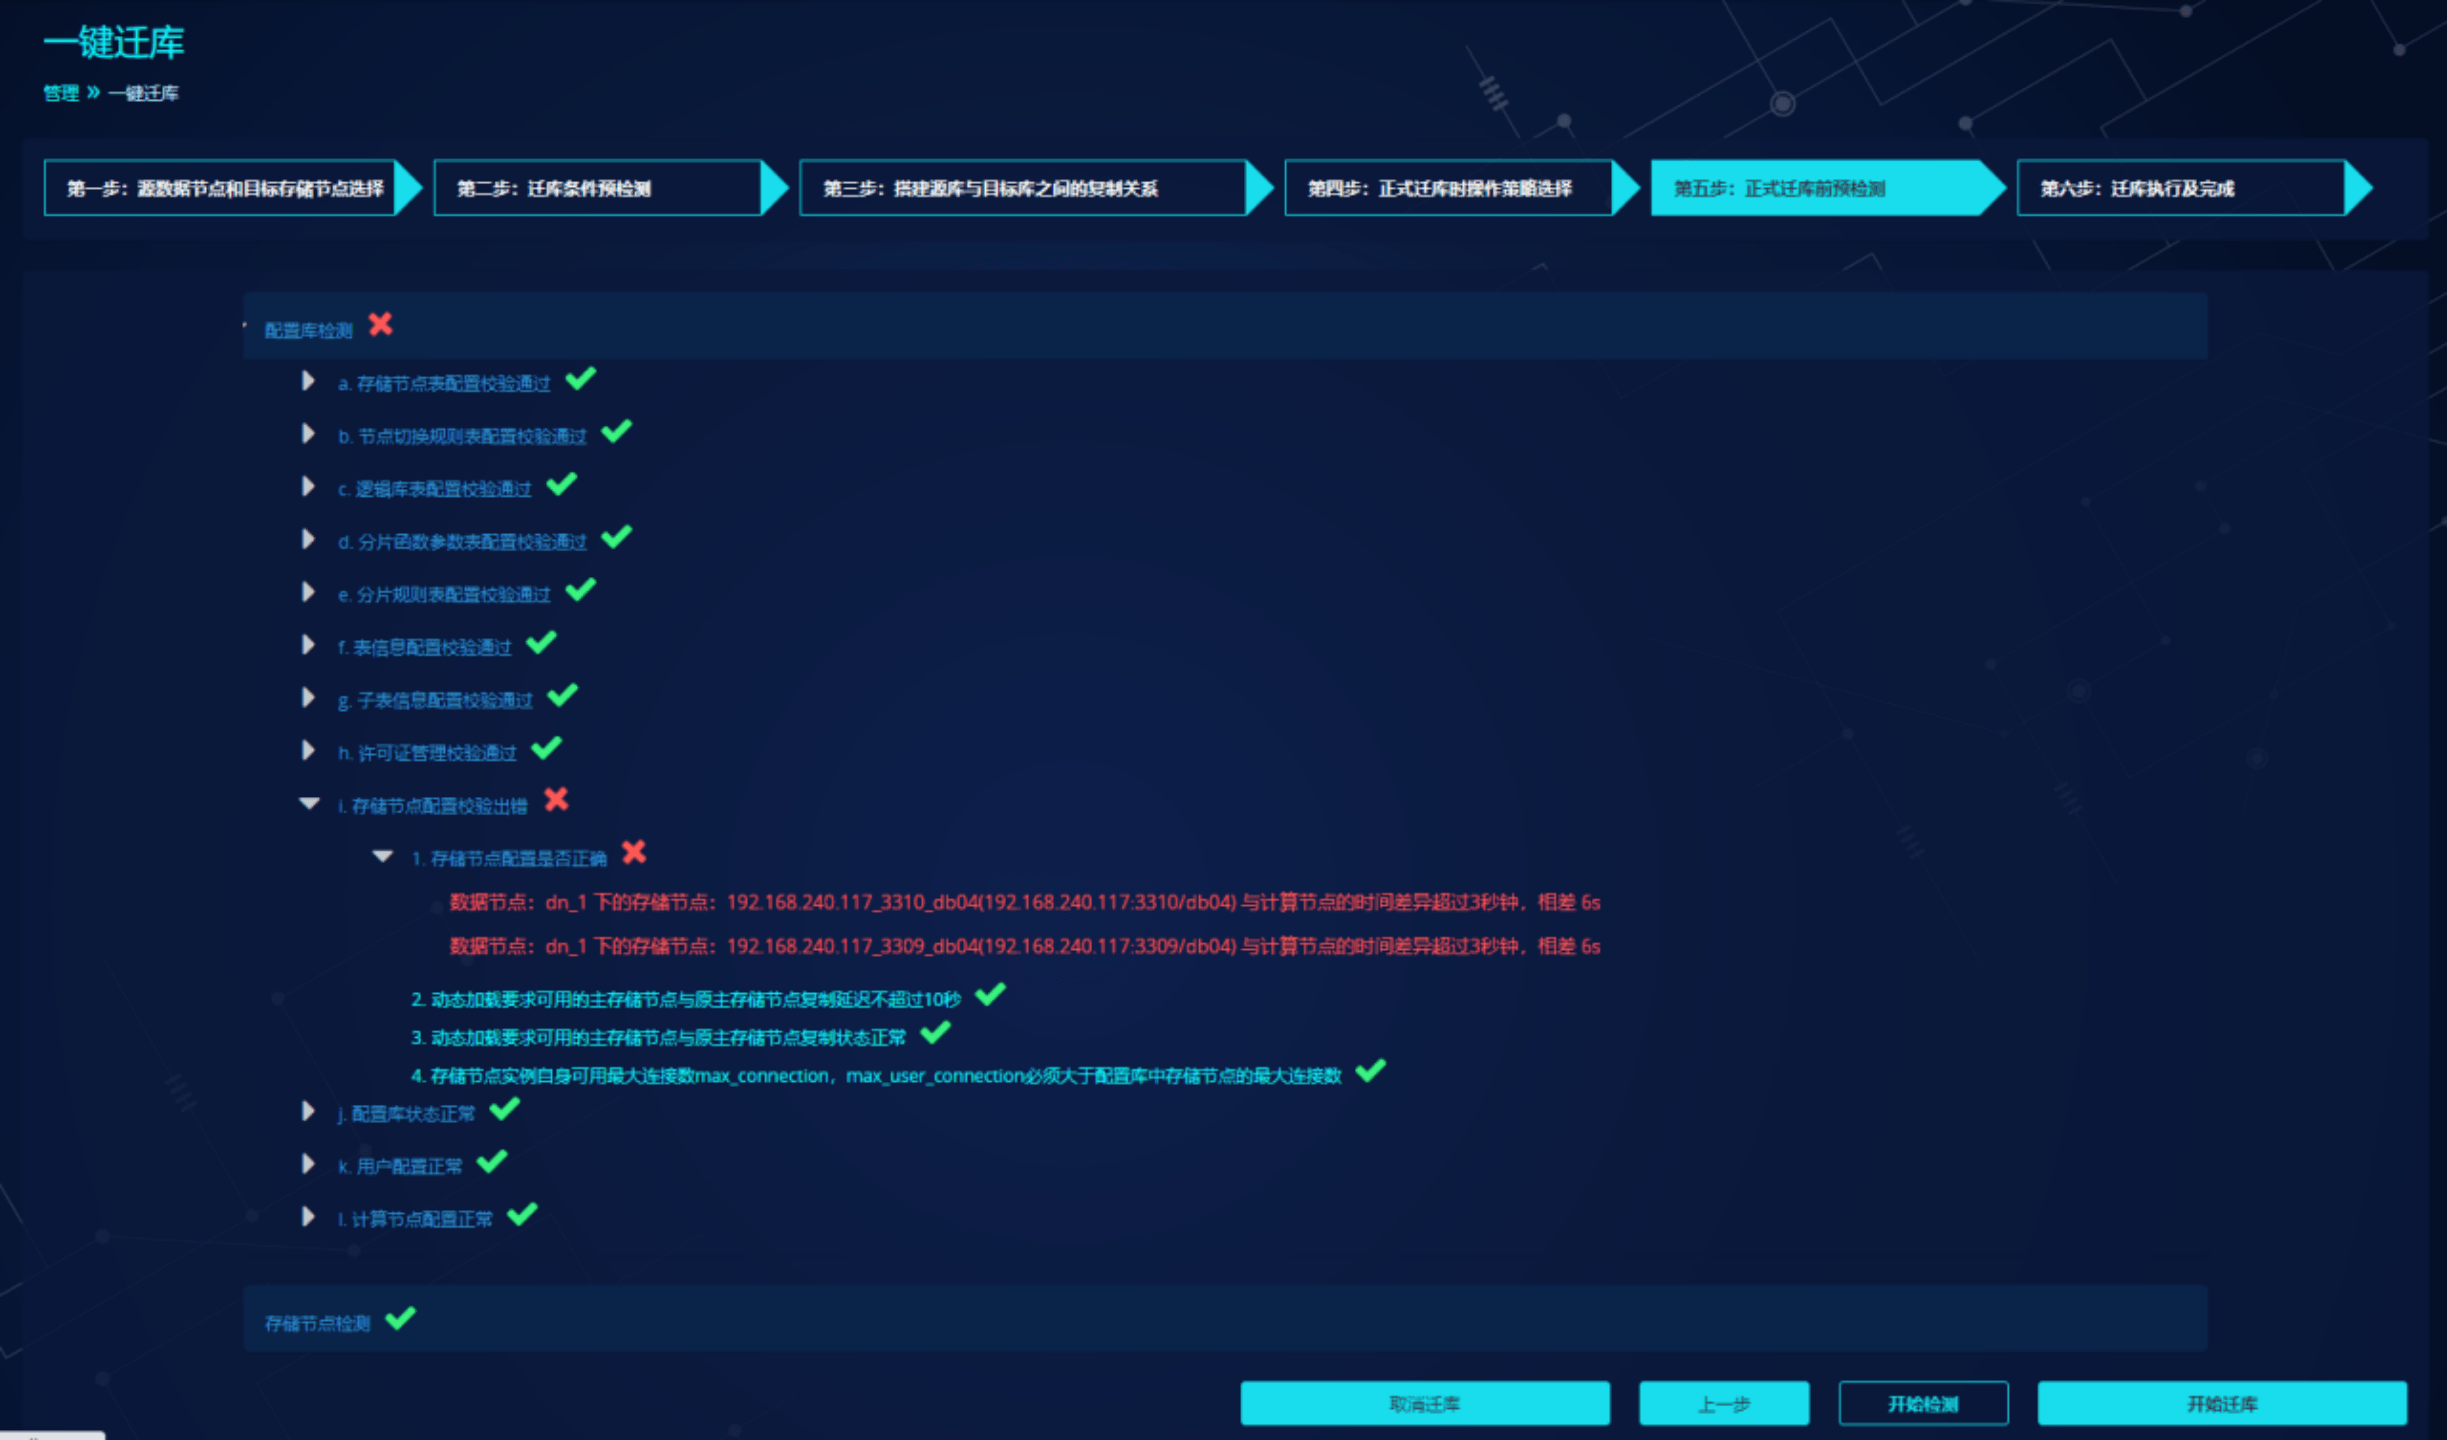 一键迁库
管理 » 一键迁库
第一步：源数据节点和目标存储节点选择
第二步：迁库条件预检测
第三步：搭建源库与目标库之间的复制关系
第四步：正式迁库时操作策略选择
第五步：正式迁库前预检测
第六步：迁库执行及完成
配置库检测
a. 存储节点表配置校验通过
b. 节点切换规则表配置校验通过
c. 逻辑库表配置校验通过
d. 分片函数参数表配置校验通过
e. 分片规则表配置校验通过
f. 表信息配置校验通过
g. 子表信息配置校验通过
h. 许可证管理校验通过
i. 存储节点配置校验出错
1. 存储节点配置是否正确
数据节点：dn_1 下的存储节点：192.168.240.117_3310_db04(192.168.240.117:3310/db04) 与计算节点的时间差异超过3秒钟，相差 6s
数据节点：dn_1 下的存储节点：192.168.240.117_3309_db04(192.168.240.117:3309/db04) 与计算节点的时间差异超过3秒钟，相差 6s
2. 动态加载要求可用的主存储节点与原主存储节点复制延迟不超过10秒
3. 动态加载要求可用的主存储节点与原主存储节点复制状态正常
4. 存储节点实例自身可用最大连接数max_connection，max_user_connection必须大于配置库中存储节点的最大连接数
j. 配置库状态正常
k. 用户配置正常
l. 计算节点配置正常
存储节点检测
取消迁库
上一步
开始检测
开始迁库